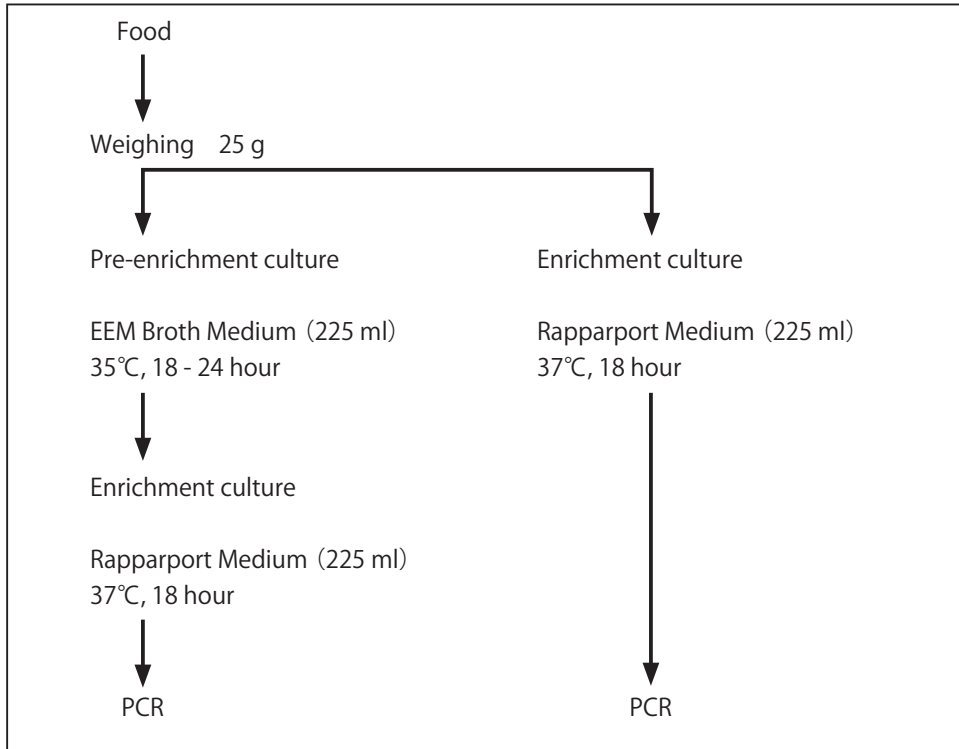 Food
Weighing 25 g
Pre-enrichment culture
EEM Broth Medium (225 ml)
35℃, 18 - 24 hour
Enrichment culture
Rapparport Medium (225 ml)
37℃, 18 hour
PCR
Enrichment culture
Rapparport Medium (225 ml)
37℃, 18 hour
PCR